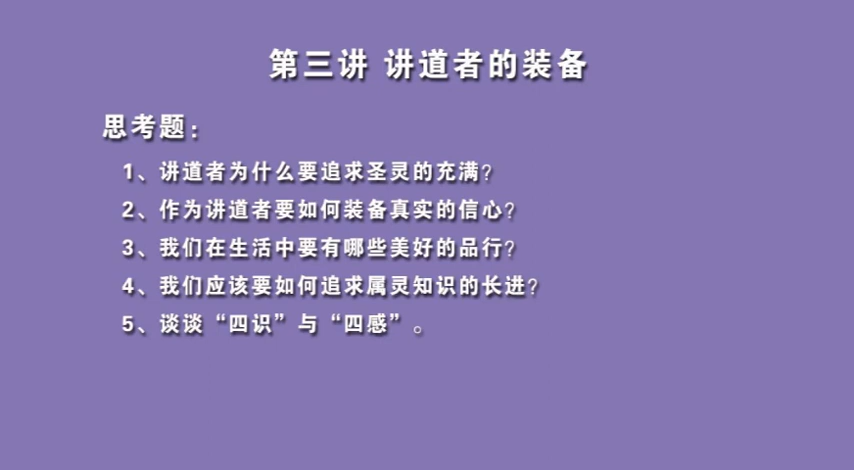 第三讲 讲道者的装备
思考题：
1、讲道者为什么要追求圣灵的充满?
2、作为讲道者要如何装备真实的信心?
3、我们在生活中要有哪些美好的品行?
4、我们应该要如何追求属灵知识的长进?
5、谈谈“四识”与“四感”。